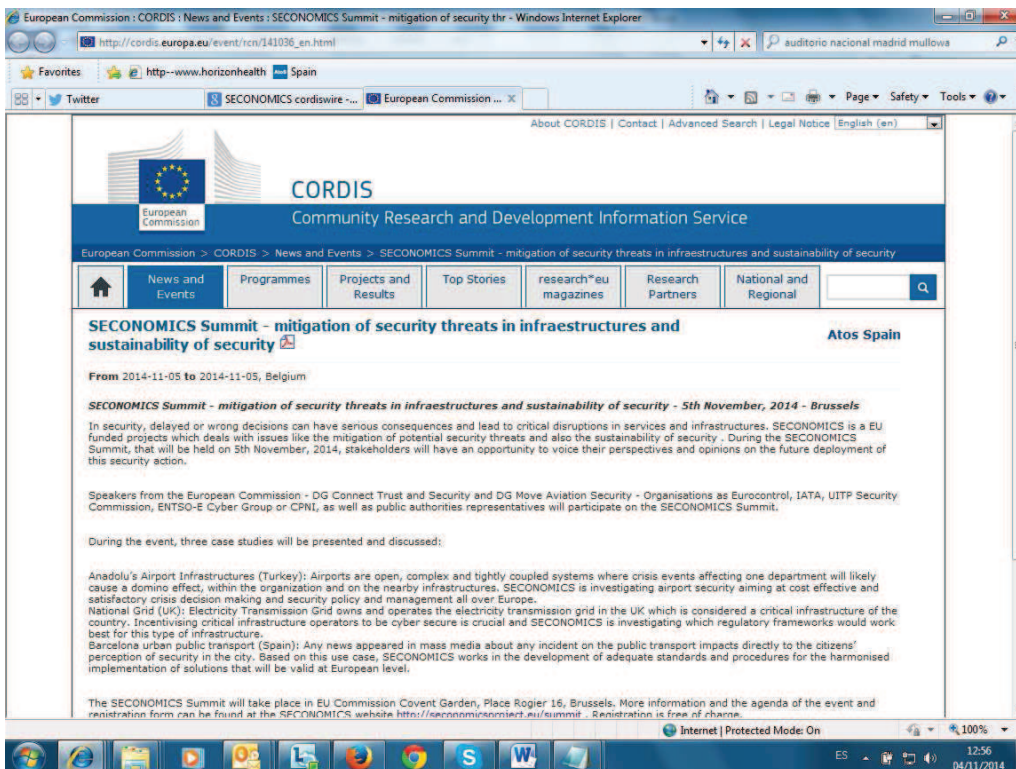 European Commission : CORDIS : News and Events : SECONOMICS Summit - mitigation of security thr - Windows Internet Explorer
http://cordis.europa.eu/event/rcn/141036_en.html
auditorio nacional madrid mullowa
Favorites http--www.horizonhealth Spain
Twitter SECONOMICS cordiswire -... European Commission ... X Page Safety Tools
About CORDIS | Contact | Advanced Search | Legal Notice English (en)
European
Commission
CORDIS
Community Research and Development Information Service
European Commission > CORDIS > News and Events > SECONOMICS Summit - mitigation of security threats in infraestructures and sustainability of security
News and Events Programmes Projects and Results Top Stories research*eu magazines Research Partners National and Regional
SECONOMICS Summit - mitigation of security threats in infraestructures and
sustainability of security
Atos Spain
From 2014-11-05 to 2014-11-05, Belgium
SECONOMICS Summit - mitigation of security threats in infraestructures and sustainability of security - 5th November, 2014 - Brussels
In security, delayed or wrong decisions can have serious consequences and lead to critical disruptions in services and infrastructures. SECONOMICS is a EU
funded projects which deals with issues like the mitigation of potential security threats and also the sustainability of security . During the SECONOMICS
Summit, that will be held on 5th November, 2014, stakeholders will have an opportunity to voice their perspectives and opinions on the future deployment of
this security action.
Speakers from the European Commission - DG Connect Trust and Security and DG Move Aviation Security - Organisations as Eurocontrol, IATA, UITP Security
Commission, ENTSO-E Cyber Group or CPNI, as well as public authorities representatives will participate on the SECONOMICS Summit.
During the event, three case studies will be presented and discussed:
Anadolu's Airport Infrastructures (Turkey): Airports are open, complex and tightly coupled systems where crisis events affecting one department will likely
cause a domino effect, within the organization and on the nearby infrastructures. SECONOMICS is investigating airport security aiming at cost effective and
satisfactory crisis decision making and security policy and management all over Europe.
National Grid (UK): Electricity Transmission Grid owns and operates the electricity transmission grid in the UK which is considered a critical infrastructure of the
country. Incentivising critical infrastructure operators to be cyber secure is crucial and SECONOMICS is investigating which regulatory frameworks would work
best for this type of infrastructure.
Barcelona urban public transport (Spain): Any news appeared in mass media about any incident on the public transport impacts directly to the citizens'
perception of security in the city. Based on this use case, SECONOMICS works in the development of adequate standards and procedures for the harmonised
implementation of solutions that will be valid at European level.
The SECONOMICS Summit will take place in EU Commission Covent Garden, Place Rogier 16, Brussels. More information and the agenda of the event and
registration form can be found at the SECONOMICS website http://seconomicsproject.eu/summit . Registration is free of charge.
Internet | Protected Mode: On 100%
ES 12:56
04/11/2014